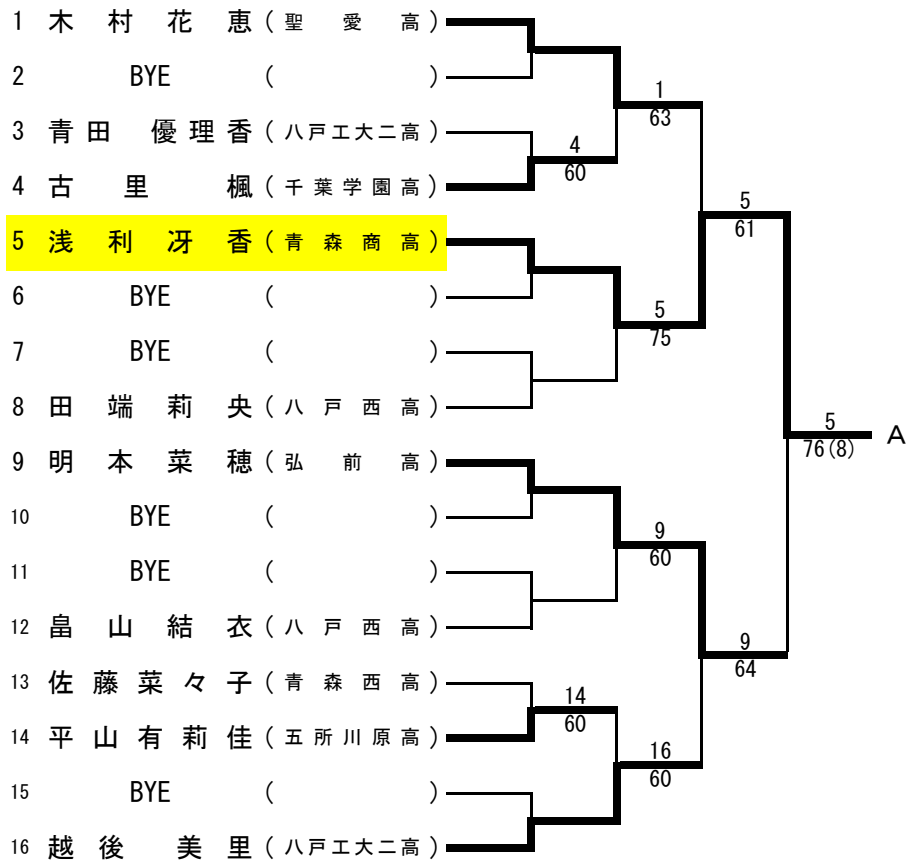 1 木村花恵(聖愛高)
1
63
2 BYE ( )
3 青田優理香(八戸工大二高)
4
60
4 古里楓(千葉学園高)
5
61
5 浅利冴香(青森商高)
6 BYE ( )
5
75
7 BYE ( )
8 田端莉央(八戸西高)
5
76(8)
A
9 明本菜穂(弘前高)
10 BYE ( )
9
60
11 BYE ( )
12 畠山結衣(八戸西高)
9
64
13 佐藤菜々子(青森西高)
14
60
14 平山有莉佳(五所川原高)
16
60
15 BYE ( )
16 越後美里(八戸工大二高)